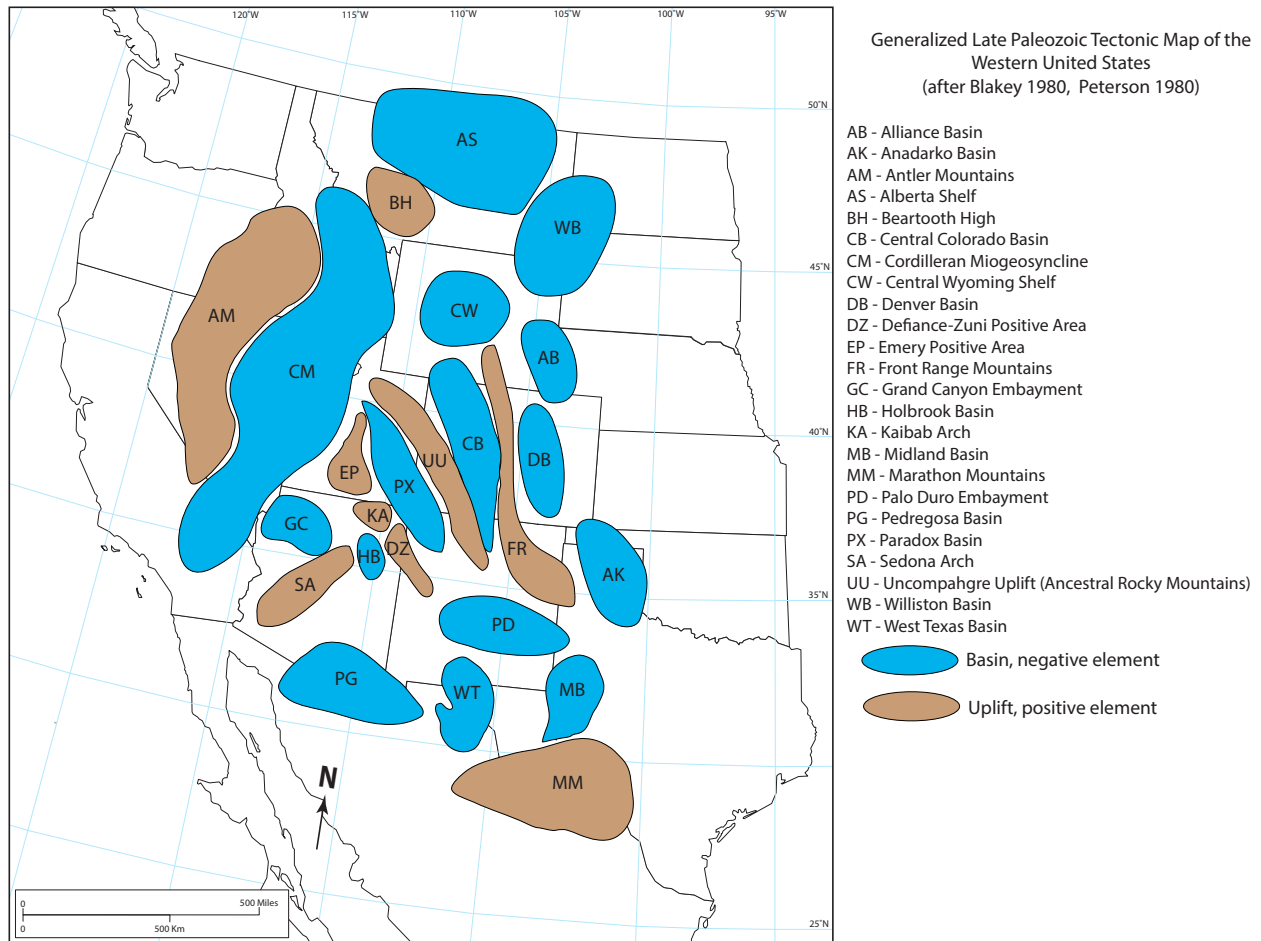 120˚W
115˚W
110˚W
105˚W
100˚W
95˚W
50˚N
45˚N
40˚N
35˚N
30˚N
25˚N
AS
BH
WB
CW
AM
AB
CM
CB
DB
UU
EP
PX
KA
GC
DZ
HB
FR
SA
AK
PD
PG
WT
MB
MM
N
0
500 Miles
0
500 Km
Generalized Late Paleozoic Tectonic Map of the
Western United States
(after Blakey 1980, Peterson 1980)
AB - Alliance Basin
AK - Anadarko Basin
AM - Antler Mountains
AS - Alberta Shelf
BH - Beartooth High
CB - Central Colorado Basin
CM - Cordilleran Miogeosyncline
CW - Central Wyoming Shelf
DB - Denver Basin
DZ - Defiance-Zuni Positive Area
EP - Emery Positive Area
FR - Front Range Mountains
GC - Grand Canyon Embayment
HB - Holbrook Basin
KA - Kaibab Arch
MB - Midland Basin
MM - Marathon Mountains
PD - Palo Duro Embayment
PG - Pedregosa Basin
PX - Paradox Basin
SA - Sedona Arch
UU - Uncompahgre Uplift (Ancestral Rocky Mountains)
WB - Williston Basin
WT - West Texas Basin
Basin, negative element
Uplift, positive element